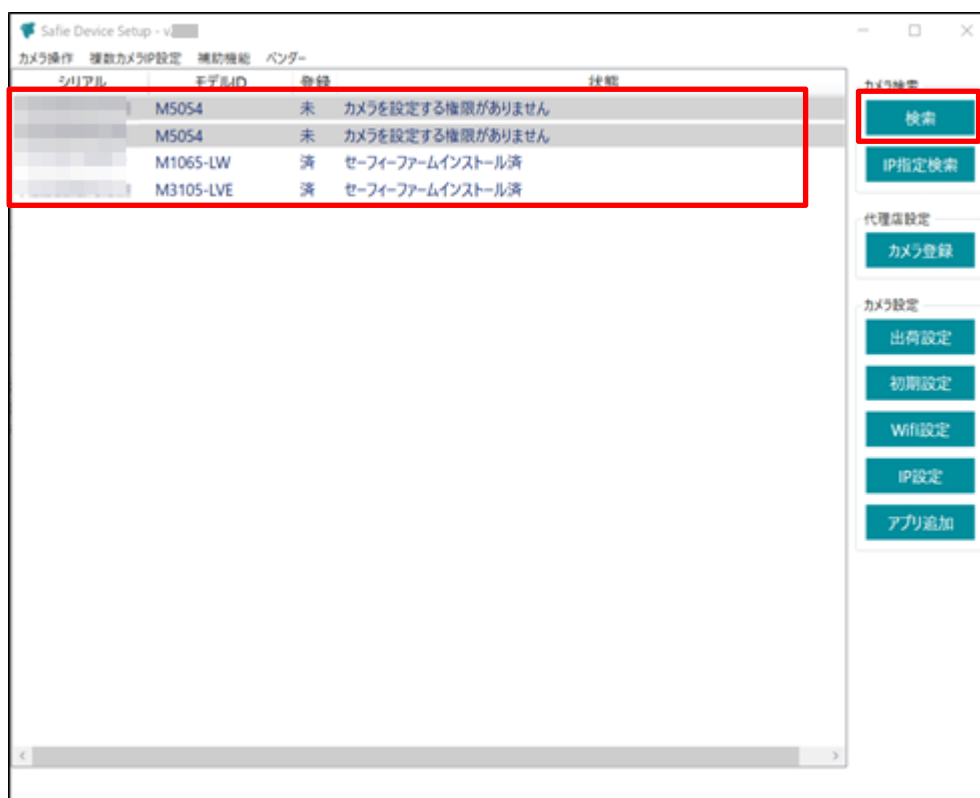 Safie Device Setup - v.
カメラ操作 複数カメラIP設定 補助機能 ベンダー
シリアル モデルID 登録 状態
M5054 未 カメラを設定する権限がありません
M5054 未 カメラを設定する権限がありません
M1065-LW 済 セーフィーファームインストール済
M3105-LVE 済 セーフィーファームインストール済
カメラ検索
検索
IP指定検索
代理店設定
カメラ登録
カメラ設定
出荷設定
初期設定
Wifi設定
IP設定
アプリ追加